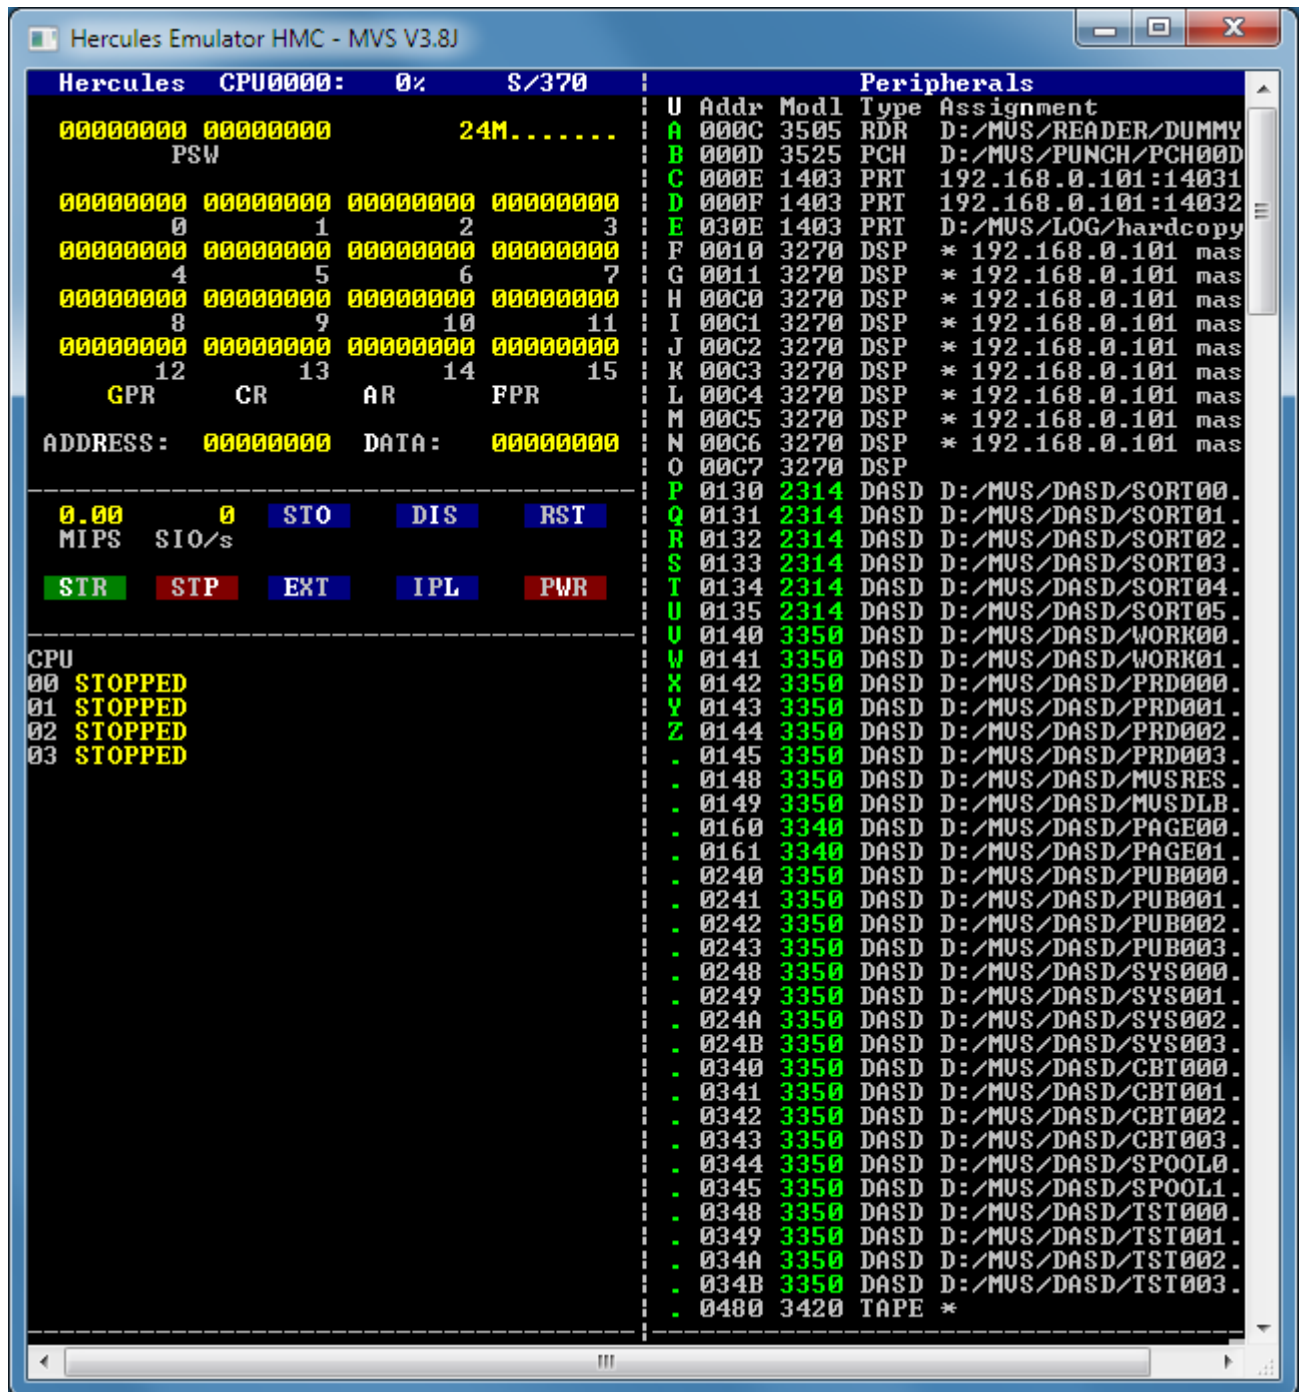 Hercules Emulator HMC - MVS V3.8J
Hercules CPU0000: 0% S/370
00000000 00000000 24M.......
PSW
00000000 00000000 00000000 00000000
0 1 2 3
00000000 00000000 00000000 00000000
4 5 6 7
00000000 00000000 00000000 00000000
8 9 10 11
00000000 00000000 00000000 00000000
12 13 14 15
GPR CR AR FPR
ADDRESS: 00000000 DATA: 00000000
0.00 0 STO DIS RST
MIPS SIO/s
STR STP EXT IPL PWR
CPU
00 STOPPED
01 STOPPED
02 STOPPED
03 STOPPED
Peripherals
U Addr Modl Type Assignment
A 000C 3505 RDR D:/MVS/READER/DUMMY
B 000D 3525 PCH D:/MVS/PUNCH/PCH00D
C 000E 1403 PRT 192.168.0.101:14031
D 000F 1403 PRT 192.168.0.101:14032
E 030E 1403 PRT D:/MVS/LOG/hardcopy
F 0010 3270 DSP * 192.168.0.101 mas
G 0011 3270 DSP * 192.168.0.101 mas
H 00C0 3270 DSP * 192.168.0.101 mas
I 00C1 3270 DSP * 192.168.0.101 mas
J 00C2 3270 DSP * 192.168.0.101 mas
K 00C3 3270 DSP * 192.168.0.101 mas
L 00C4 3270 DSP * 192.168.0.101 mas
M 00C5 3270 DSP * 192.168.0.101 mas
N 00C6 3270 DSP * 192.168.0.101 mas
O 00C7 3270 DSP
P 0130 2314 DASD D:/MVS/DASD/SORT00.
Q 0131 2314 DASD D:/MVS/DASD/SORT01.
R 0132 2314 DASD D:/MVS/DASD/SORT02.
S 0133 2314 DASD D:/MVS/DASD/SORT03.
T 0134 2314 DASD D:/MVS/DASD/SORT04.
U 0135 2314 DASD D:/MVS/DASD/SORT05.
V 0140 3350 DASD D:/MVS/DASD/WORK00.
W 0141 3350 DASD D:/MVS/DASD/WORK01.
X 0142 3350 DASD D:/MVS/DASD/PRD000.
Y 0143 3350 DASD D:/MVS/DASD/PRD001.
Z 0144 3350 DASD D:/MVS/DASD/PRD002.
. 0145 3350 DASD D:/MVS/DASD/PRD003.
. 0148 3350 DASD D:/MVS/DASD/MVSRES.
. 0149 3350 DASD D:/MVS/DASD/MVSDLB.
. 0160 3340 DASD D:/MVS/DASD/PAGE00.
. 0161 3340 DASD D:/MVS/DASD/PAGE01.
. 0240 3350 DASD D:/MVS/DASD/PUB000.
. 0241 3350 DASD D:/MVS/DASD/PUB001.
. 0242 3350 DASD D:/MVS/DASD/PUB002.
. 0243 3350 DASD D:/MVS/DASD/PUB003.
. 0248 3350 DASD D:/MVS/DASD/SYS000.
. 0249 3350 DASD D:/MVS/DASD/SYS001.
. 024A 3350 DASD D:/MVS/DASD/SYS002.
. 024B 3350 DASD D:/MVS/DASD/SYS003.
. 0340 3350 DASD D:/MVS/DASD/CBT000.
. 0341 3350 DASD D:/MVS/DASD/CBT001.
. 0342 3350 DASD D:/MVS/DASD/CBT002.
. 0343 3350 DASD D:/MVS/DASD/CBT003.
. 0344 3350 DASD D:/MVS/DASD/SPOOL0.
. 0345 3350 DASD D:/MVS/DASD/SPOOL1.
. 0348 3350 DASD D:/MVS/DASD/TST000.
. 0349 3350 DASD D:/MVS/DASD/TST001.
. 034A 3350 DASD D:/MVS/DASD/TST002.
. 034B 3350 DASD D:/MVS/DASD/TST003.
. 0480 3420 TAPE *